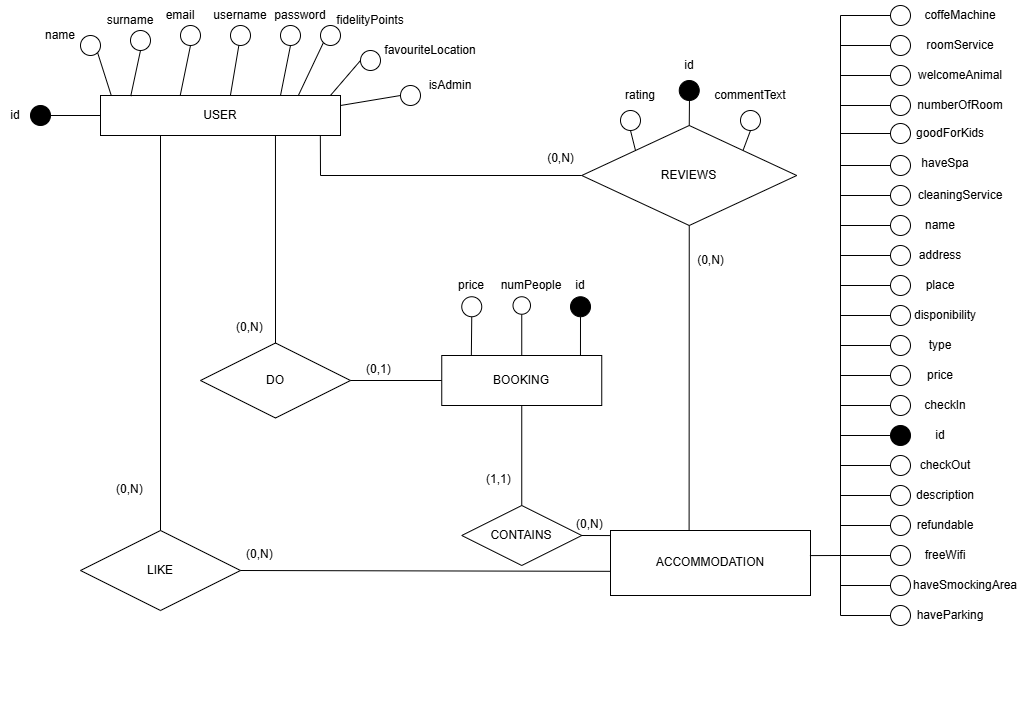 name
surname
email
username
password
fidelityPoints
favouriteLocation
isAdmin
id
USER
id
rating
commentText
(0,N)
REVIEWS
(0,N)
price
numPeople
id
(0,N)
DO
(0,1)
BOOKING
(1,1)
(0,N)
CONTAINS
(0,N)
LIKE
(0,N)
ACCOMMODATION
coffeMachine
roomService
welcomeAnimal
numberOfRoom
goodForKids
haveSpa
cleaningService
name
address
place
disponibility
type
price
checkIn
id
checkOut
description
refundable
freeWifi
haveSmockingArea
haveParking